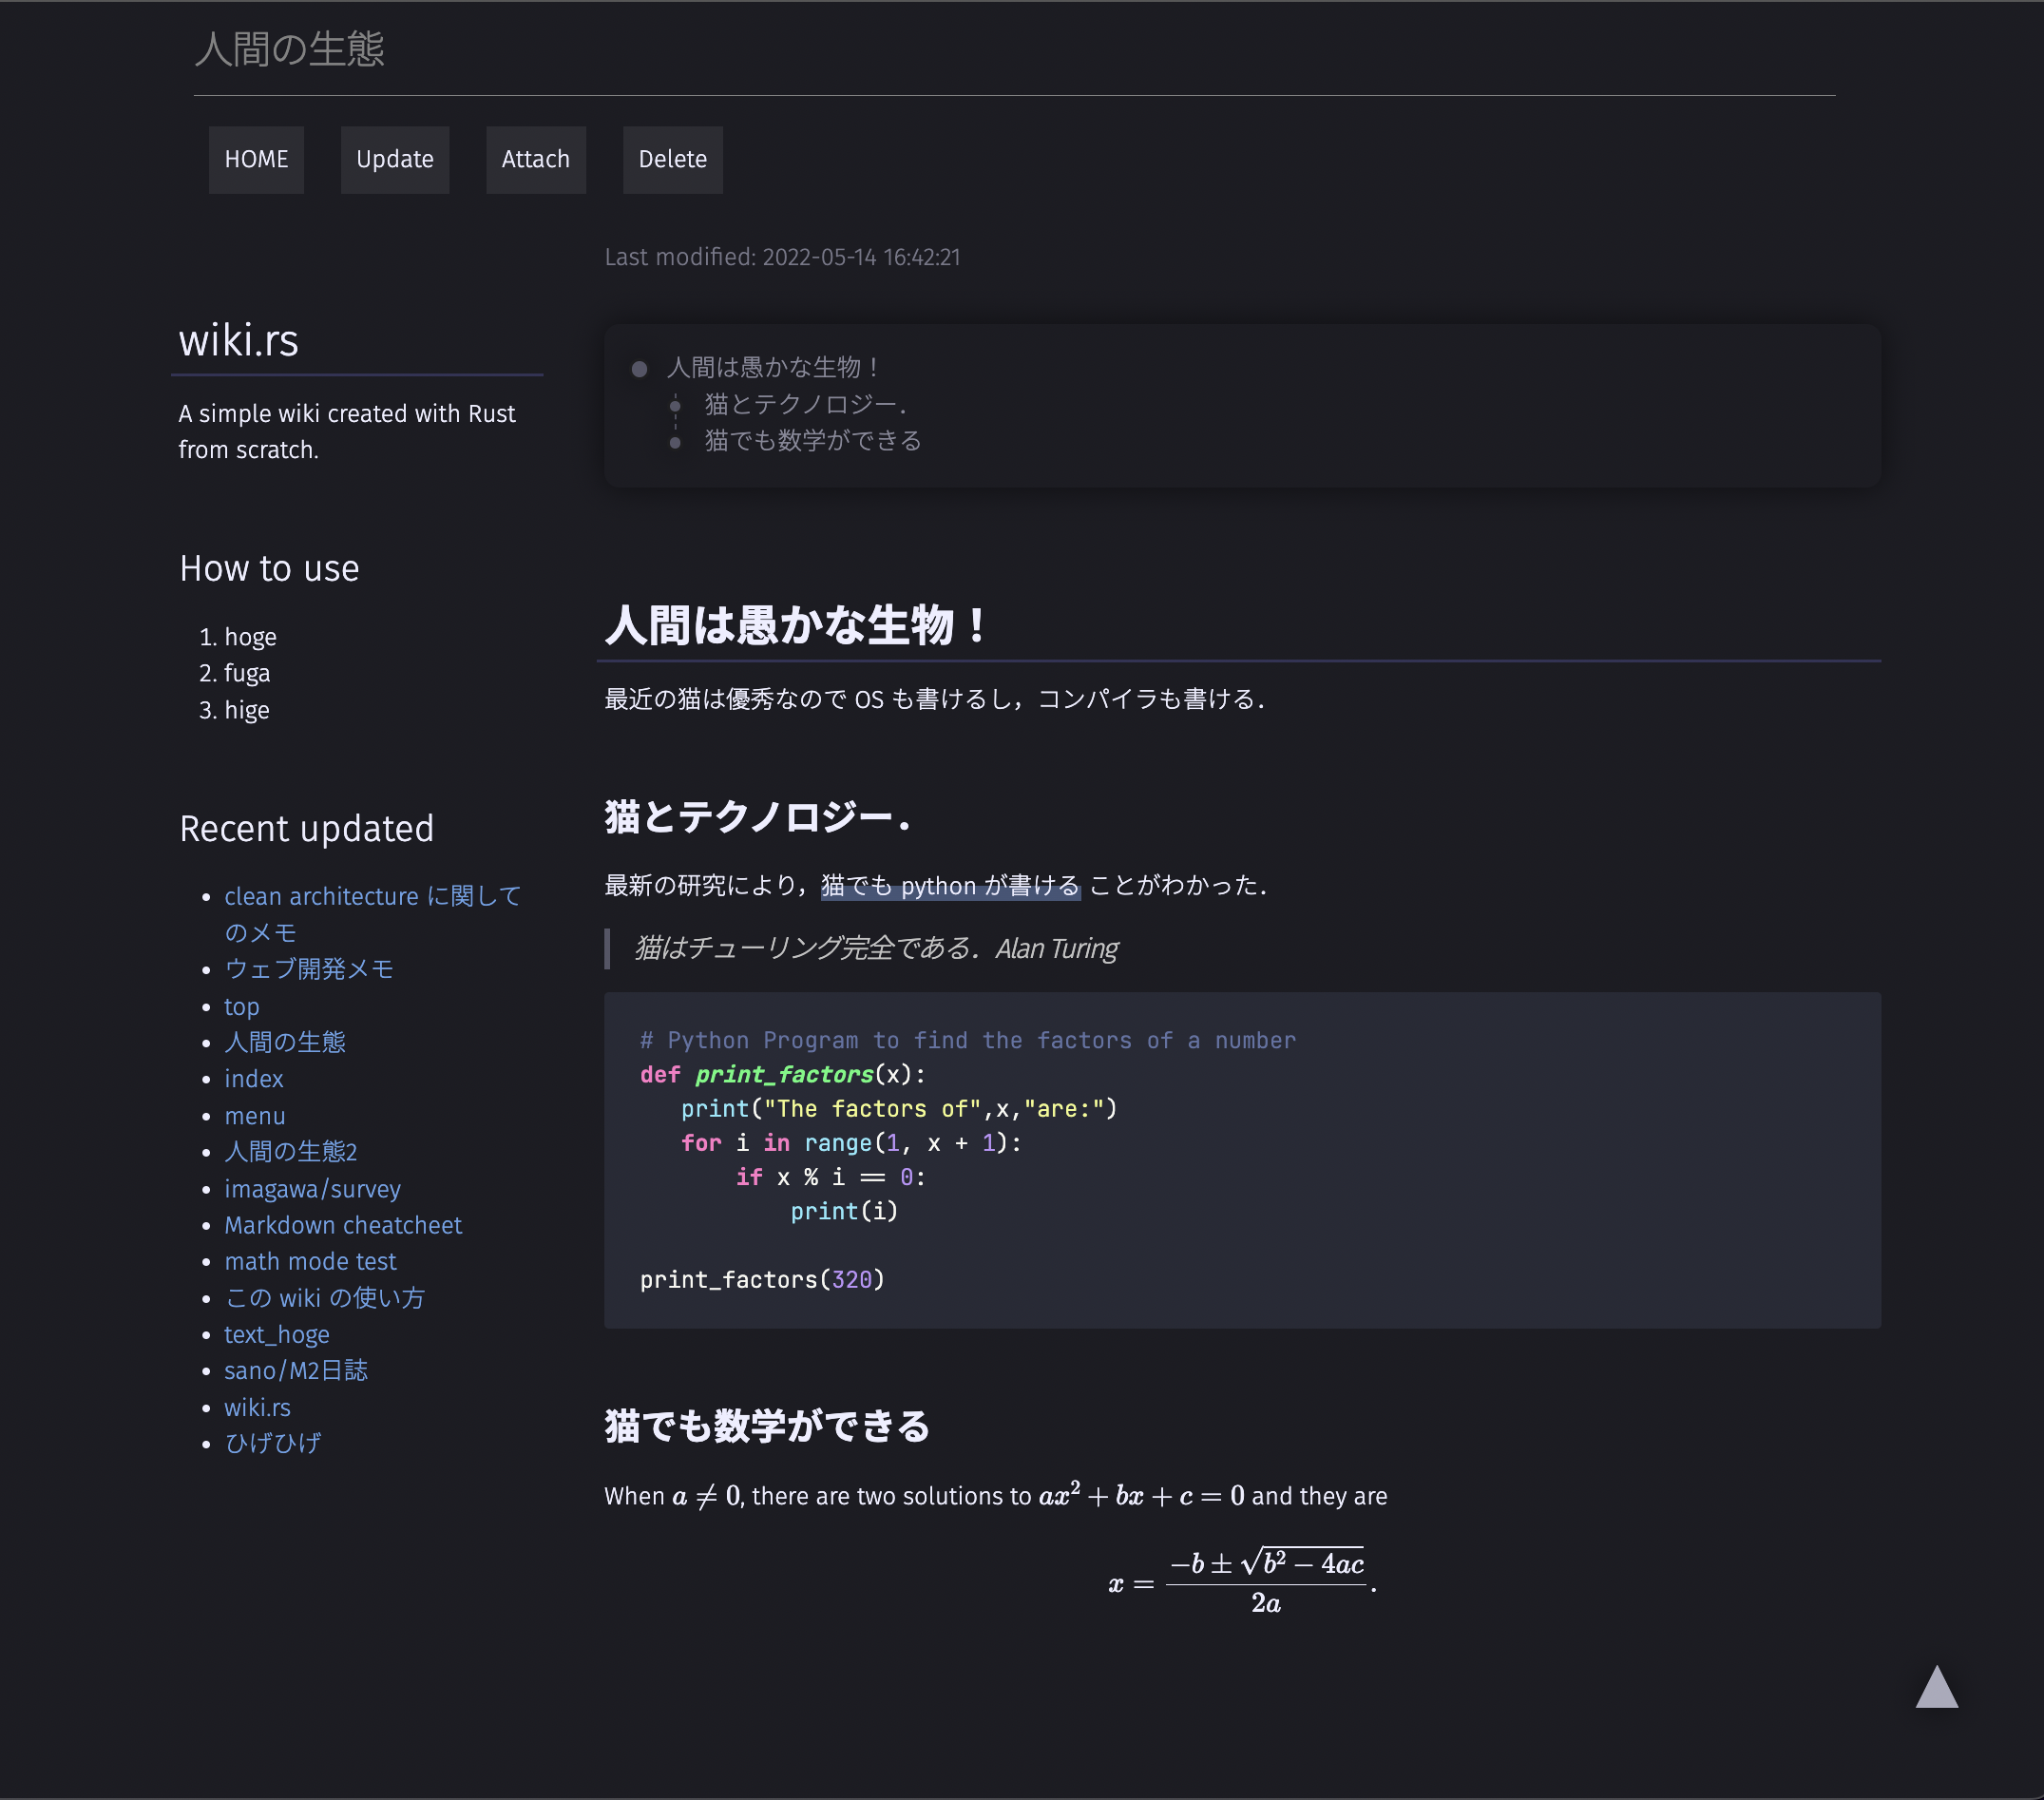 人間の生態
HOME Update Attach Delete
Last modified: 2022-05-14 16:42:21
wiki.rs
A simple wiki created with Rust
from scratch.
How to use
1. hoge
2. fuga
3. hige
Recent updated
clean architecture に関して
のメモ
ウェブ開発メモ
top
人間の生態
index
menu
人間の生態2
imagawa/survey
Markdown cheatcheet
math mode test
この wiki の使い方
text_hoge
sano/M2日誌
wiki.rs
ひげひげ
人間は愚かな生物！
猫とテクノロジー．
猫でも数学ができる
人間は愚かな生物！
最近の猫は優秀なので OS も書けるし，コンパイラも書ける．
猫とテクノロジー．
最新の研究により，猫でも python が書ける ことがわかった．
猫はチューリング完全である．Alan Turing
# Python Program to find the factors of a number
def print_factors(x):
   print("The factors of",x,"are:")
   for i in range(1, x + 1):
       if x % i == 0:
           print(i)
print_factors(320)
猫でも数学ができる
When a ≠ 0, there are two solutions to ax² + bx + c = 0 and they are
x = (−b ± √(b² − 4ac)) / 2a.